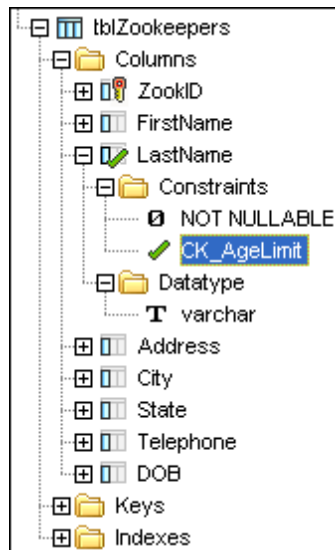 tblZookeepers
Columns
ZookID
FirstName
LastName
Constraints
Ø NOT NULLABLE
CK_AgeLimit
Datatype
T varchar
Address
City
State
Telephone
DOB
Keys
Indexes